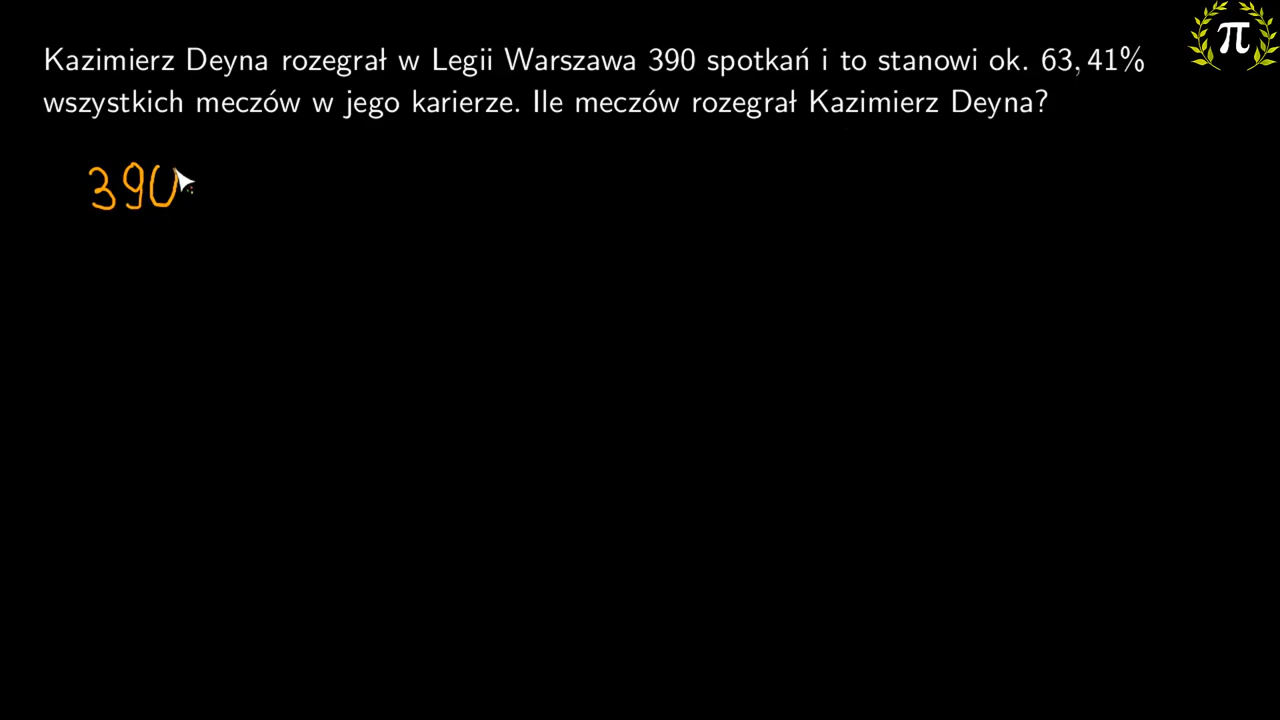 Kazimierz Deyna rozegrał w Legii Warszawa 390 spotkań i to stanowi ok. 63,41%
wszystkich meczów w jego karierze. Ile meczów rozegrał Kazimierz Deyna?
390
π